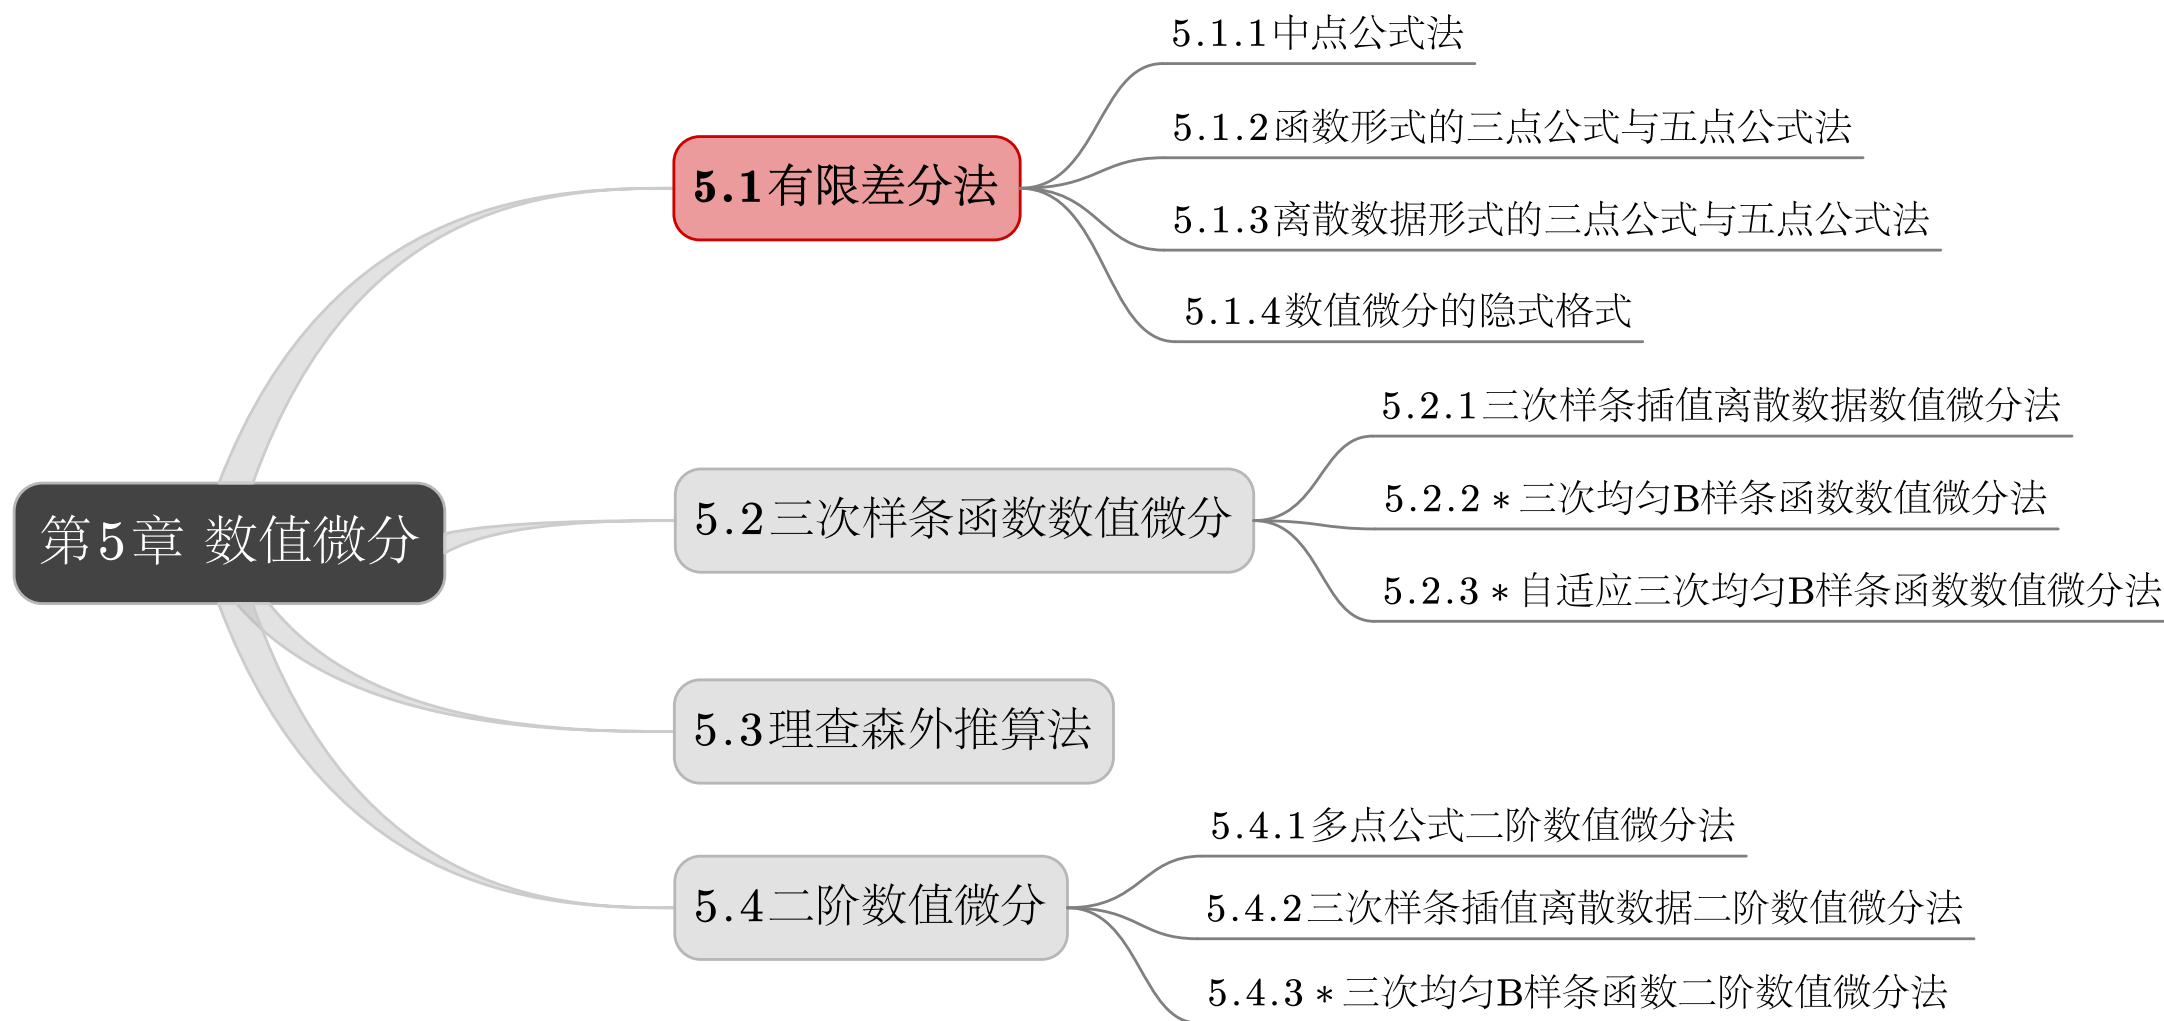 第5章 数值微分
5.1有限差分法
5.1.1中点公式法
5.1.2函数形式的三点公式与五点公式法
5.1.3离散数据形式的三点公式与五点公式法
5.1.4数值微分的隐式格式
5.2三次样条函数数值微分
5.2.1三次样条插值离散数据数值微分法
5.2.2＊三次均匀B样条函数数值微分法
5.2.3＊自适应三次均匀B样条函数数值微分法
5.3理查森外推算法
5.4二阶数值微分
5.4.1多点公式二阶数值微分法
5.4.2三次样条插值离散数据二阶数值微分法
5.4.3＊三次均匀B样条函数二阶数值微分法